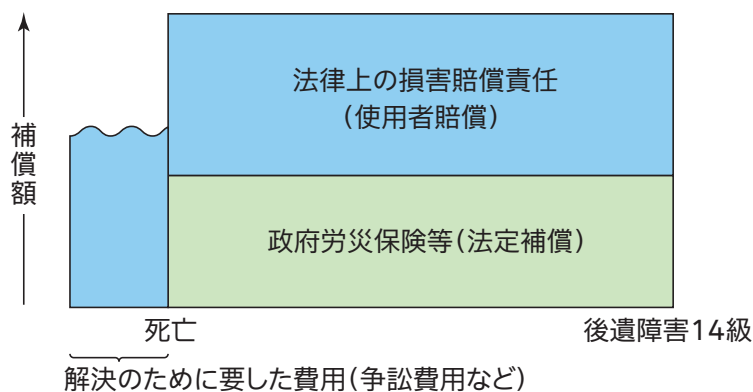 補償額
法律上の損害賠償責任
(使用者賠償)
政府労災保険等(法定補償)
死亡
後遺障害14級
解決のために要した費用(争訟費用など)